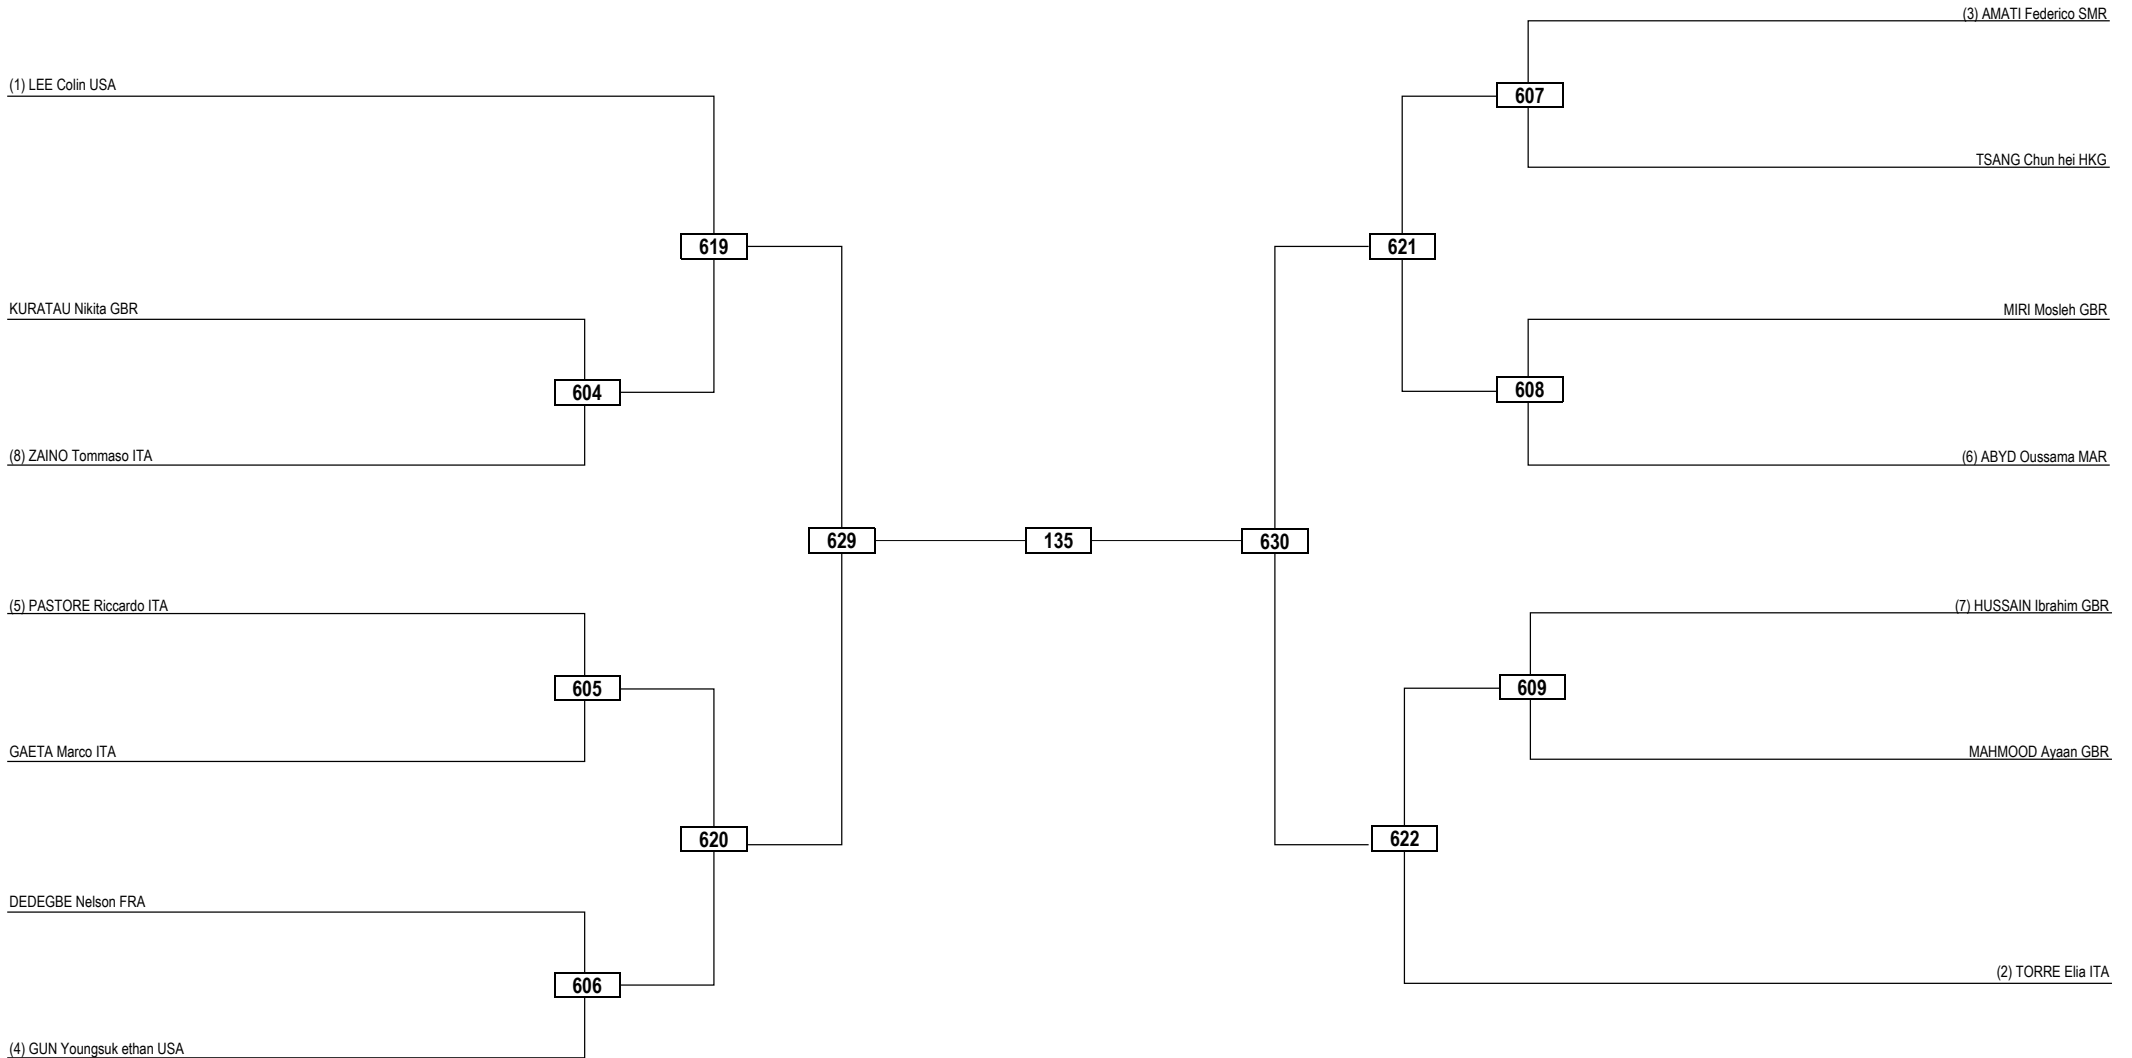 (3) AMATI Federico SMR
(1) LEE Colin USA
607
TSANG Chun hei HKG
619
621
KURATAU Nikita GBR
MIRI Mosleh GBR
604
608
(8) ZAINO Tommaso ITA
(6) ABYD Oussama MAR
629
135
630
(5) PASTORE Riccardo ITA
(7) HUSSAIN Ibrahim GBR
605
609
GAETA Marco ITA
MAHMOOD Ayaan GBR
620
622
DEDEGBE Nelson FRA
(2) TORRE Elia ITA
606
(4) GUN Youngsuk ethan USA